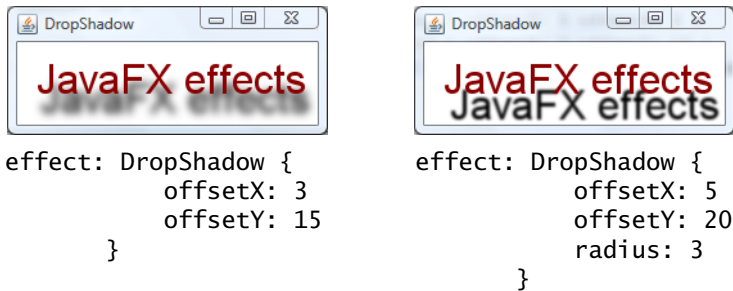 DropShadow
JavaFX effects
JavaFX effects
effect: DropShadow {
offsetX: 3
offsetY: 15
}
DropShadow
JavaFX effects
JavaFX effects
effect: DropShadow {
offsetX: 5
offsetY: 20
radius: 3
}